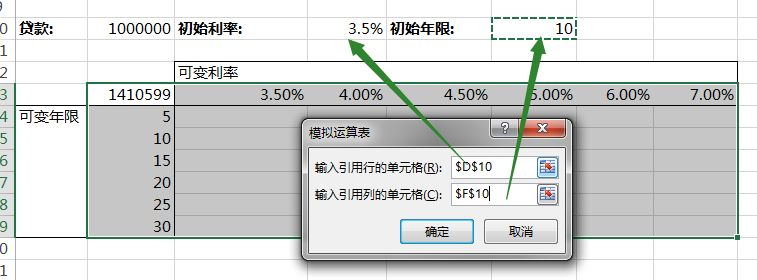 贷款: 1000000 初始利率: 3.5% 初始年限: 10
可变利率
1410599 3.50% 4.00% 4.50% 5.00% 6.00% 7.00%
可变年限 5
10
15
20
25
30
模拟运算表
输入引用行的单元格(R): $D$10
输入引用列的单元格(C): $F$10
确定 取消